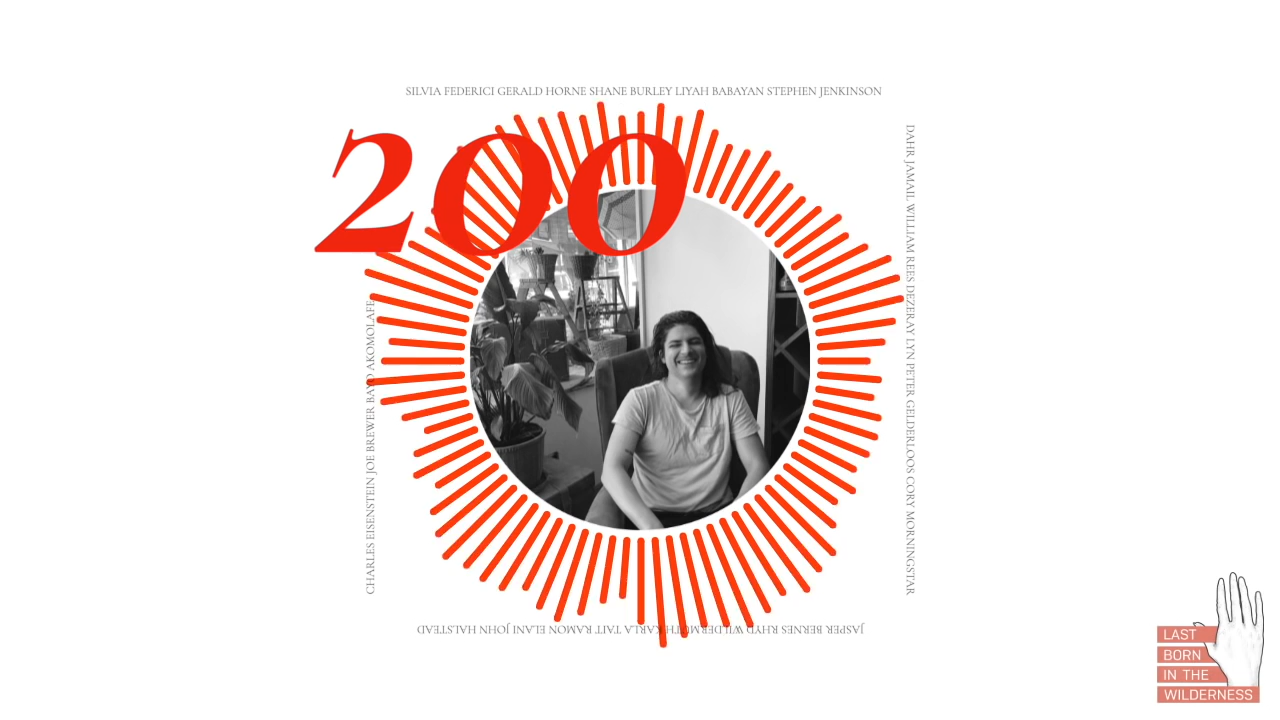 SILVIA FEDERICI GERALD HORNE SHANE BURLEY LIYAH BABAYAN STEPHEN JENKINSON
200
DAHR JAMAIL WILLIAM REES DEZERAY LYN PETER GELDERLOOS CORY MORNINGSTAR
JASPER BERNES RHYD WILDERMUTH KARLA TAIT RAMON ELANI JOHN HALSTEAD
CHARLES EISENSTEIN JOE BREWER BAYO AKOMOLAFE
LAST
BORN
IN THE
WILDERNESS